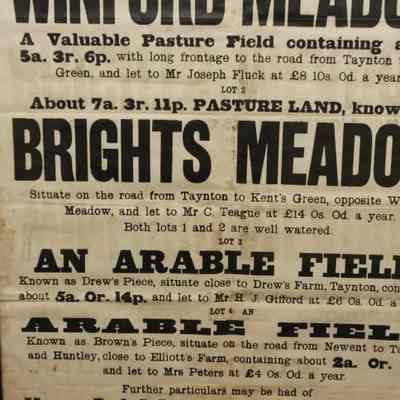 WINFORD MEADO
A Valuable Pasture Field containing a
5a. 3r. 6p. with long frontage to the road from Taynton
Green, and let to Mr Joseph Fluck at £8 10s. 0d. a year
LOT 2
About 7a. 3r. 11p. PASTURE LAND, know
BRIGHTS MEADO
Situate on the road from Taynton to Kent's Green, opposite W
Meadow, and let to Mr C. Teague at £14 0s. 0d. a year.
Both lots 1 and 2 are well watered.
LOT 3
AN ARABLE FIEL
Known as Drew's Piece, situate close to Drew's Farm, Taynton, con
about 5a. 0r. 14p. and let to Mr H. J. Gifford at £6 0s. 0d. a
LOT 4 AN
ARABLE FIEL
Known as Brown's Piece, situate on the road from Newent to T
and Huntley, close to Elliott's Farm, containing about 2a. 0r.
and let to Mrs Peters at £4 0s. 0d. a year.
Further particulars may be had of